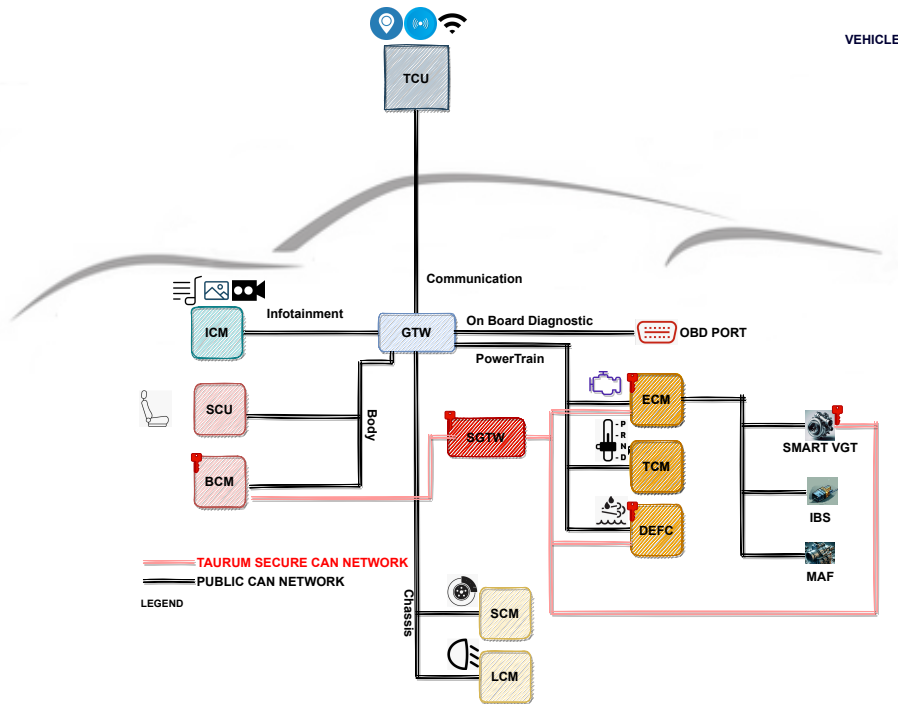 VEHICLE
TCU
Communication
Infotainment
ICM
GTW
On Board Diagnostic
OBD PORT
PowerTrain
SCU
Body
ECM
SGTW
P
R
N
D
SMART VGT
BCM
TCM
IBS
DEFC
MAF
TAURUM SECURE CAN NETWORK
PUBLIC CAN NETWORK
LEGEND
Chassis
SCM
LCM